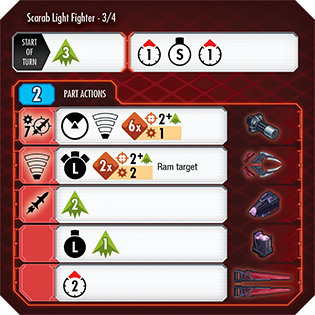 Scarab Light Fighter - 3/4
START OF TURN
3
1 S 1
2 PART ACTIONS
7 6x 2+ 1
L 2x 2+ 2 Ram target
2
L 1
2